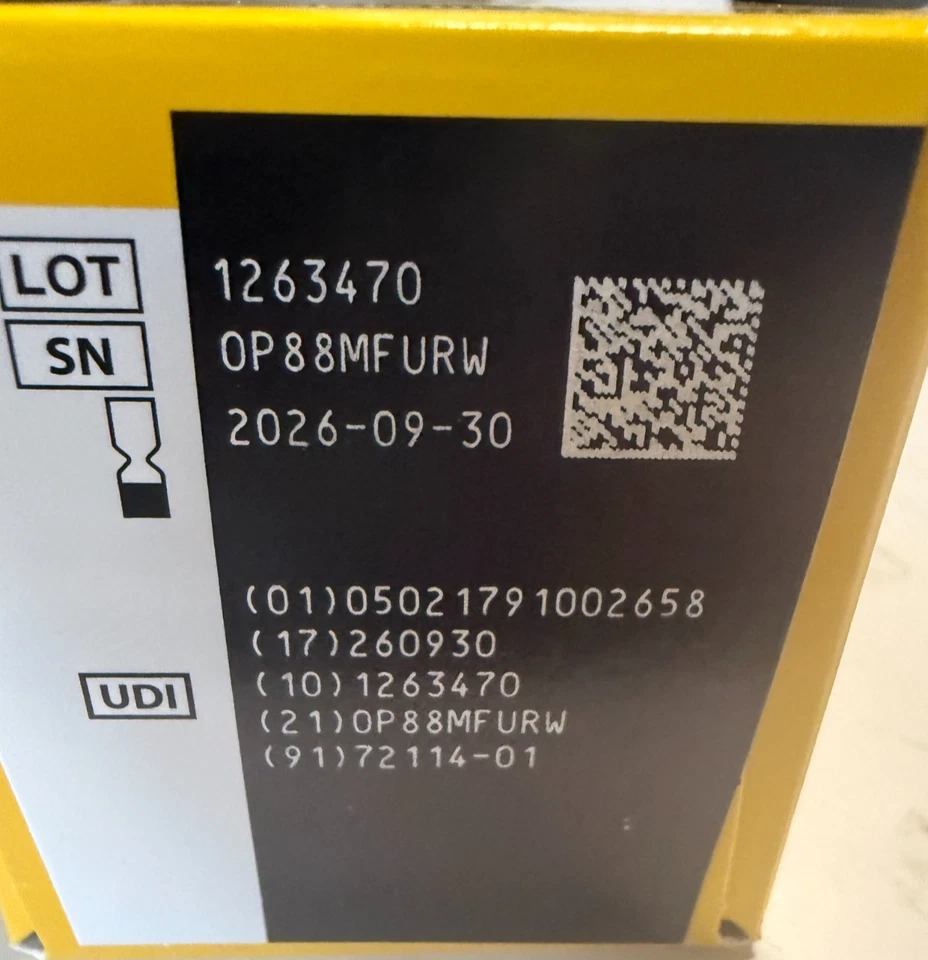 LOT 1263470
SN 0P88MFURW
2026-09-30
(01)05021791002658
(17)260930
(10)1263470
UDI
(21)0P88MFURW
(91)72114-01